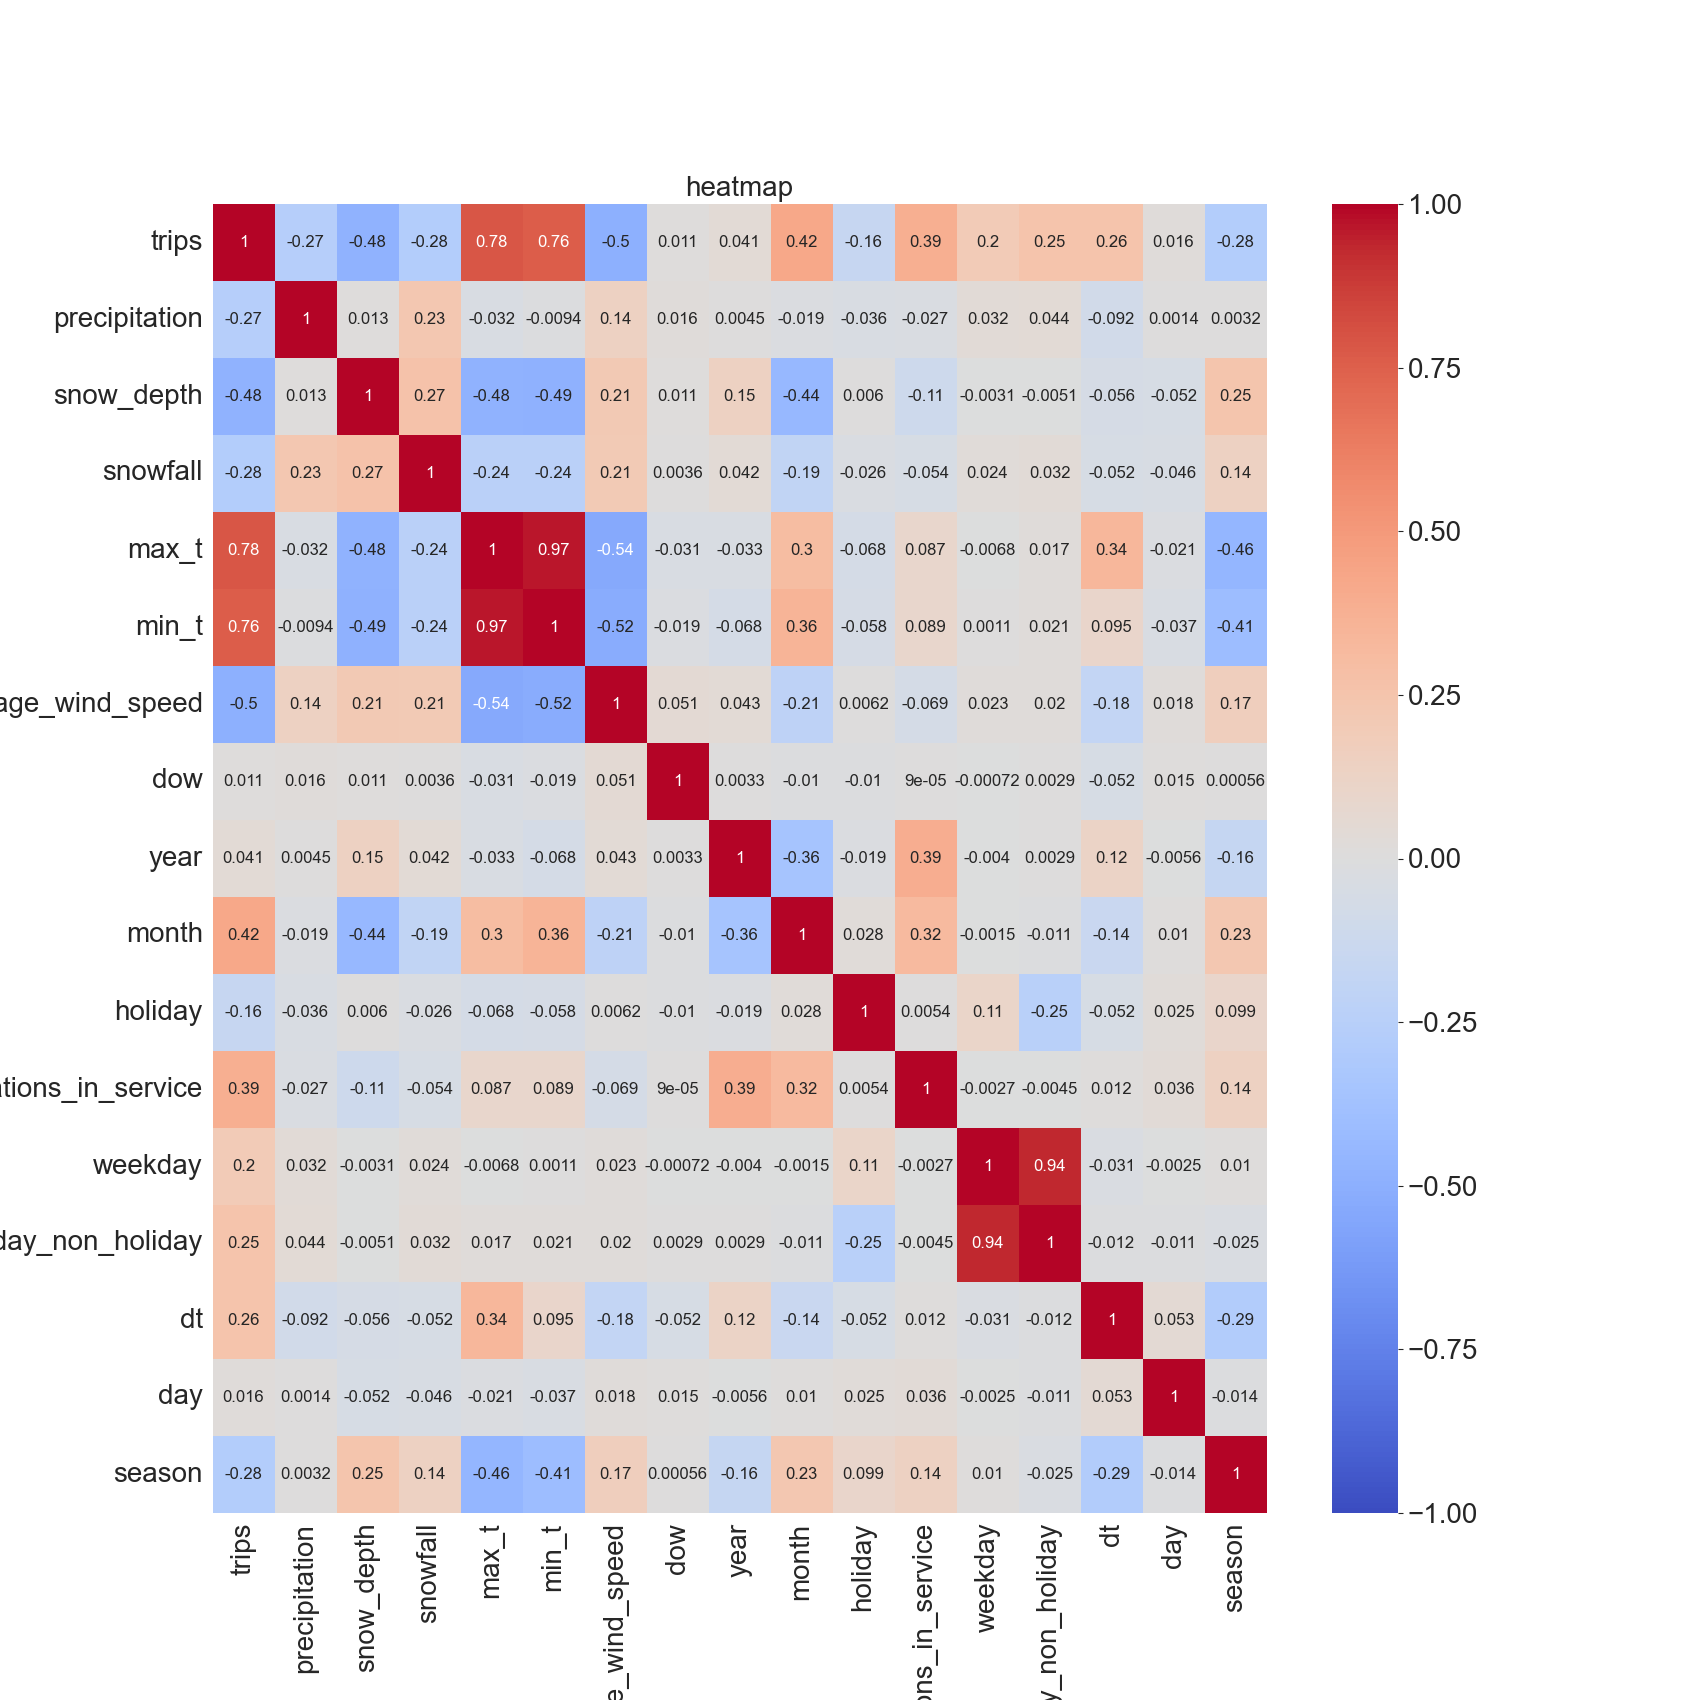 heatmap
trips 1 -0.27 -0.48 -0.28 0.78 0.76 -0.5 0.011 0.041 0.42 -0.16 0.39 0.2 0.25 0.26 0.016 -0.28
precipitation -0.27 1 0.013 0.23 -0.032 -0.0094 0.14 0.016 0.0045 -0.019 -0.036 -0.027 0.032 0.044 -0.092 0.0014 0.0032
snow_depth -0.48 0.013 1 0.27 -0.48 -0.49 0.21 0.011 0.15 -0.44 0.006 -0.11 -0.0031 -0.0051 -0.056 -0.052 0.25
snowfall -0.28 0.23 0.27 1 -0.24 -0.24 0.21 0.0036 0.042 -0.19 -0.026 -0.054 0.024 0.032 -0.052 -0.046 0.14
max_t 0.78 -0.032 -0.48 -0.24 1 0.97 -0.54 -0.031 -0.033 0.3 -0.068 0.087 -0.0068 0.017 0.34 -0.021 -0.46
min_t 0.76 -0.0094 -0.49 -0.24 0.97 1 -0.52 -0.019 -0.068 0.36 -0.058 0.089 0.0011 0.021 0.095 -0.037 -0.41
age_wind_speed -0.5 0.14 0.21 0.21 -0.54 -0.52 1 0.051 0.043 -0.21 0.0062 -0.069 0.023 0.02 -0.18 0.018 0.17
dow 0.011 0.016 0.011 0.0036 -0.031 -0.019 0.051 1 0.0033 -0.01 -0.01 9e-05 -0.00072 0.0029 -0.052 0.015 0.00056
year 0.041 0.0045 0.15 0.042 -0.033 -0.068 0.043 0.0033 1 -0.36 -0.019 0.39 -0.004 0.0029 0.12 -0.0056 -0.16
month 0.42 -0.019 -0.44 -0.19 0.3 0.36 -0.21 -0.01 -0.36 1 0.028 0.32 -0.0015 -0.011 -0.14 0.01 0.23
holiday -0.16 -0.036 0.006 -0.026 -0.068 -0.058 0.0062 -0.01 -0.019 0.028 1 0.0054 0.11 -0.25 -0.052 0.025 0.099
ations_in_service 0.39 -0.027 -0.11 -0.054 0.087 0.089 -0.069 9e-05 0.39 0.32 0.0054 1 -0.0027 -0.0045 0.012 0.036 0.14
weekday 0.2 0.032 -0.0031 0.024 -0.0068 0.0011 0.023 -0.00072 -0.004 -0.0015 0.11 -0.0027 1 0.94 -0.031 -0.0025 0.01
day_non_holiday 0.25 0.044 -0.0051 0.032 0.017 0.021 0.02 0.0029 0.0029 -0.011 -0.25 -0.0045 0.94 1 -0.012 -0.011 -0.025
dt 0.26 -0.092 -0.056 -0.052 0.34 0.095 -0.18 -0.052 0.12 -0.14 -0.052 0.012 -0.031 -0.012 1 0.053 -0.29
day 0.016 0.0014 -0.052 -0.046 -0.021 -0.037 0.018 0.015 -0.0056 0.01 0.025 0.036 -0.0025 -0.011 0.053 1 -0.014
season -0.28 0.0032 0.25 0.14 -0.46 -0.41 0.17 0.00056 -0.16 0.23 0.099 0.14 0.01 -0.025 -0.29 -0.014 1
trips precipitation snow_depth snowfall max_t min_t e_wind_speed dow year month holiday ons_in_service weekday y_non_holiday dt day season
1.00
0.75
0.50
0.25
0.00
−0.25
−0.50
−0.75
−1.00